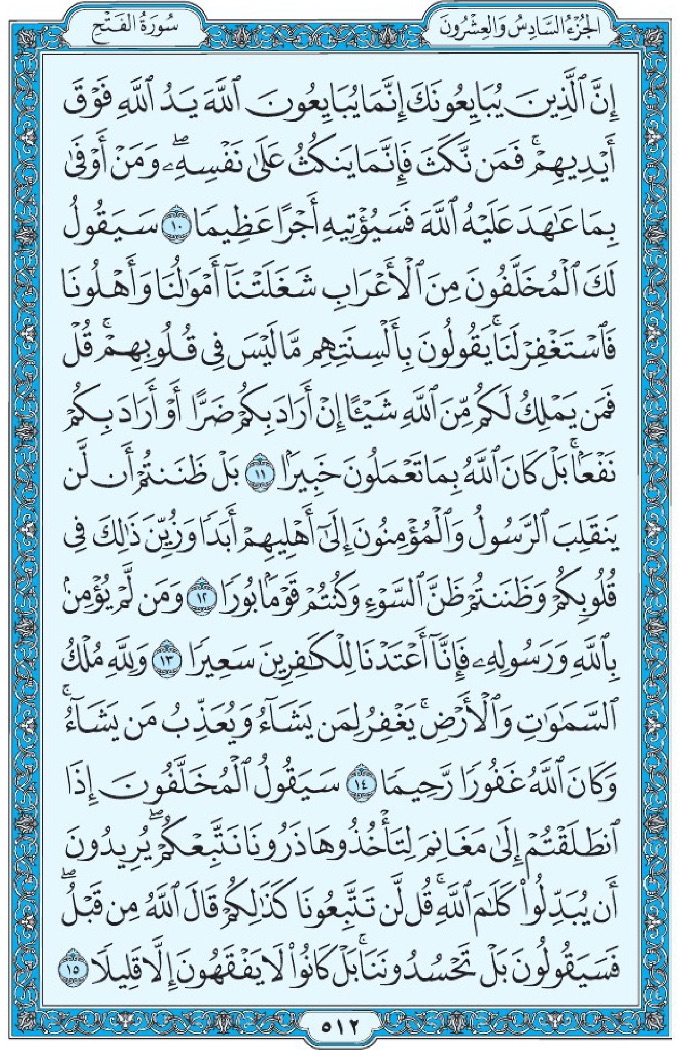 الجُزْءُ السَّادِسُ وَالعِشْرُونَ
سُورَةُ الفَتْحِ
إِنَّ ٱلَّذِينَ يُبَايِعُونَكَ إِنَّمَا يُبَايِعُونَ ٱللَّهَ يَدُ ٱللَّهِ فَوۡقَ
أَيۡدِيهِمۡۚ فَمَن نَّكَثَ فَإِنَّمَا يَنكُثُ عَلَىٰ نَفۡسِهِۦۖ وَمَنۡ أَوۡفَىٰ
بِمَا عَٰهَدَ عَلَيۡهُ ٱللَّهَ فَسَيُؤۡتِيهِ أَجۡرًا عَظِيمٗا ١٠ سَيَقُولُ
لَكَ ٱلۡمُخَلَّفُونَ مِنَ ٱلۡأَعۡرَابِ شَغَلَتۡنَآ أَمۡوَٰلُنَا وَأَهۡلُونَا
فَٱسۡتَغۡفِرۡ لَنَاۚ يَقُولُونَ بِأَلۡسِنَتِهِم مَّا لَيۡسَ فِي قُلُوبِهِمۡۚ قُلۡ
فَمَن يَمۡلِكُ لَكُم مِّنَ ٱللَّهِ شَيۡـًٔا إِنۡ أَرَادَ بِكُمۡ ضَرًّا أَوۡ أَرَادَ بِكُمۡ
نَفۡعَۢاۚ بَلۡ كَانَ ٱللَّهُ بِمَا تَعۡمَلُونَ خَبِيرَۢا ١١ بَلۡ ظَنَنتُمۡ أَن لَّن
يَنقَلِبَ ٱلرَّسُولُ وَٱلۡمُؤۡمِنُونَ إِلَىٰٓ أَهۡلِيهِمۡ أَبَدٗا وَزُيِّنَ ذَٰلِكَ فِي
قُلُوبِكُمۡ وَظَنَنتُمۡ ظَنَّ ٱلسَّوۡءِ وَكُنتُمۡ قَوۡمَۢا بُورٗا ١٢ وَمَن لَّمۡ يُؤۡمِنۢ
بِٱللَّهِ وَرَسُولِهِۦ فَإِنَّآ أَعۡتَدۡنَا لِلۡكَٰفِرِينَ سَعِيرٗا ١٣ وَلِلَّهِ مُلۡكُ
ٱلسَّمَٰوَٰتِ وَٱلۡأَرۡضِۚ يَغۡفِرُ لِمَن يَشَآءُ وَيُعَذِّبُ مَن يَشَآءُۚ
وَكَانَ ٱللَّهُ غَفُورٗا رَّحِيمٗا ١٤ سَيَقُولُ ٱلۡمُخَلَّفُونَ إِذَا
ٱنطَلَقۡتُمۡ إِلَىٰ مَغَانِمَ لِتَأۡخُذُوهَا ذَرُونَا نَتَّبِعۡكُمۡۖ يُرِيدُونَ
أَن يُبَدِّلُواْ كَلَٰمَ ٱللَّهِۚ قُل لَّن تَتَّبِعُونَا كَذَٰلِكُمۡ قَالَ ٱللَّهُ مِن قَبۡلُۖ
فَسَيَقُولُونَ بَلۡ تَحۡسُدُونَنَاۚ بَلۡ كَانُواْ لَا يَفۡقَهُونَ إِلَّا قَلِيلٗا ١٥
٥١٢